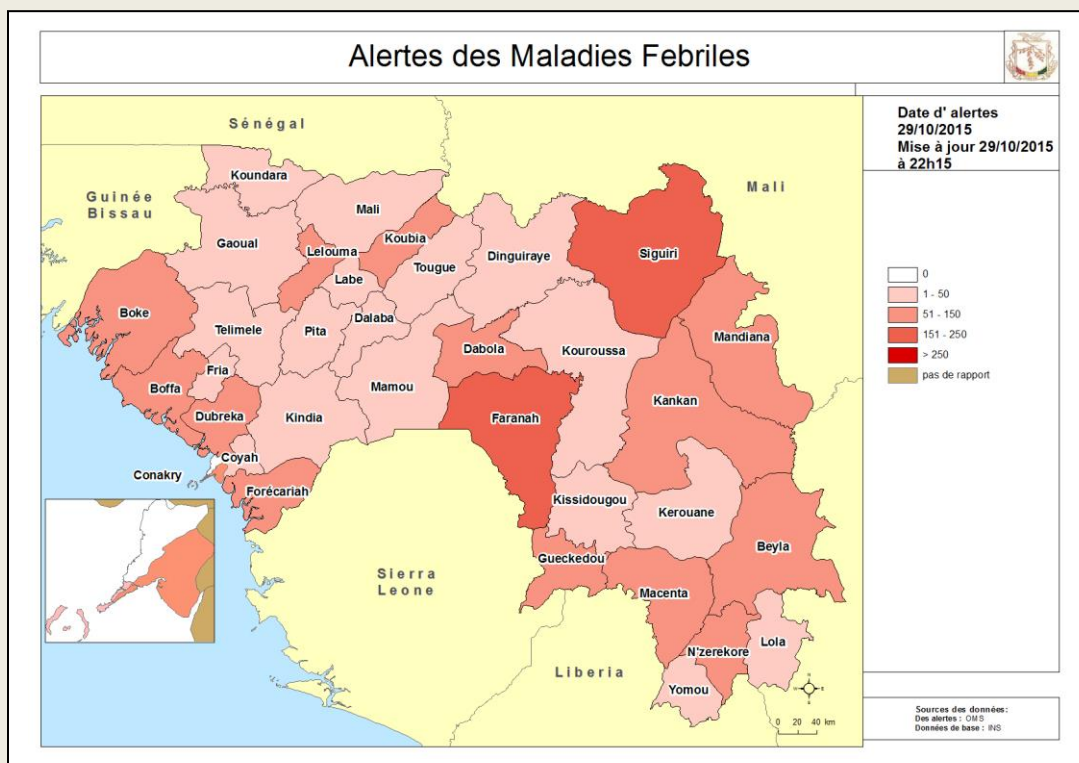 Alertes des Maladies Febriles
Date d' alertes
29/10/2015
Mise à jour 29/10/2015
à 22h15
Sénégal
Guinée
Bissau
Mali
Koundara
Mali
Gaoual
Koubia
Lelouma
Labe
Tougue
Dinguiraye
Siguiri
Boke
Telimele
Pita
Dalaba
Dabola
Kouroussa
Mandiana
Fria
Boffa
Mamou
Dubreka
Kindia
Faranah
Kankan
Coyah
Conakry
Forécariah
Kissidougou
Kerouane
Gueckedou
Beyla
Sierra
Leone
Macenta
N'zerekore
Lola
Liberia
Yomou
0
1 - 50
51 - 150
151 - 250
> 250
pas de rapport
W
E
0 20 40 km
Sources des données:
Des alertes : OMS
Données de base : INS